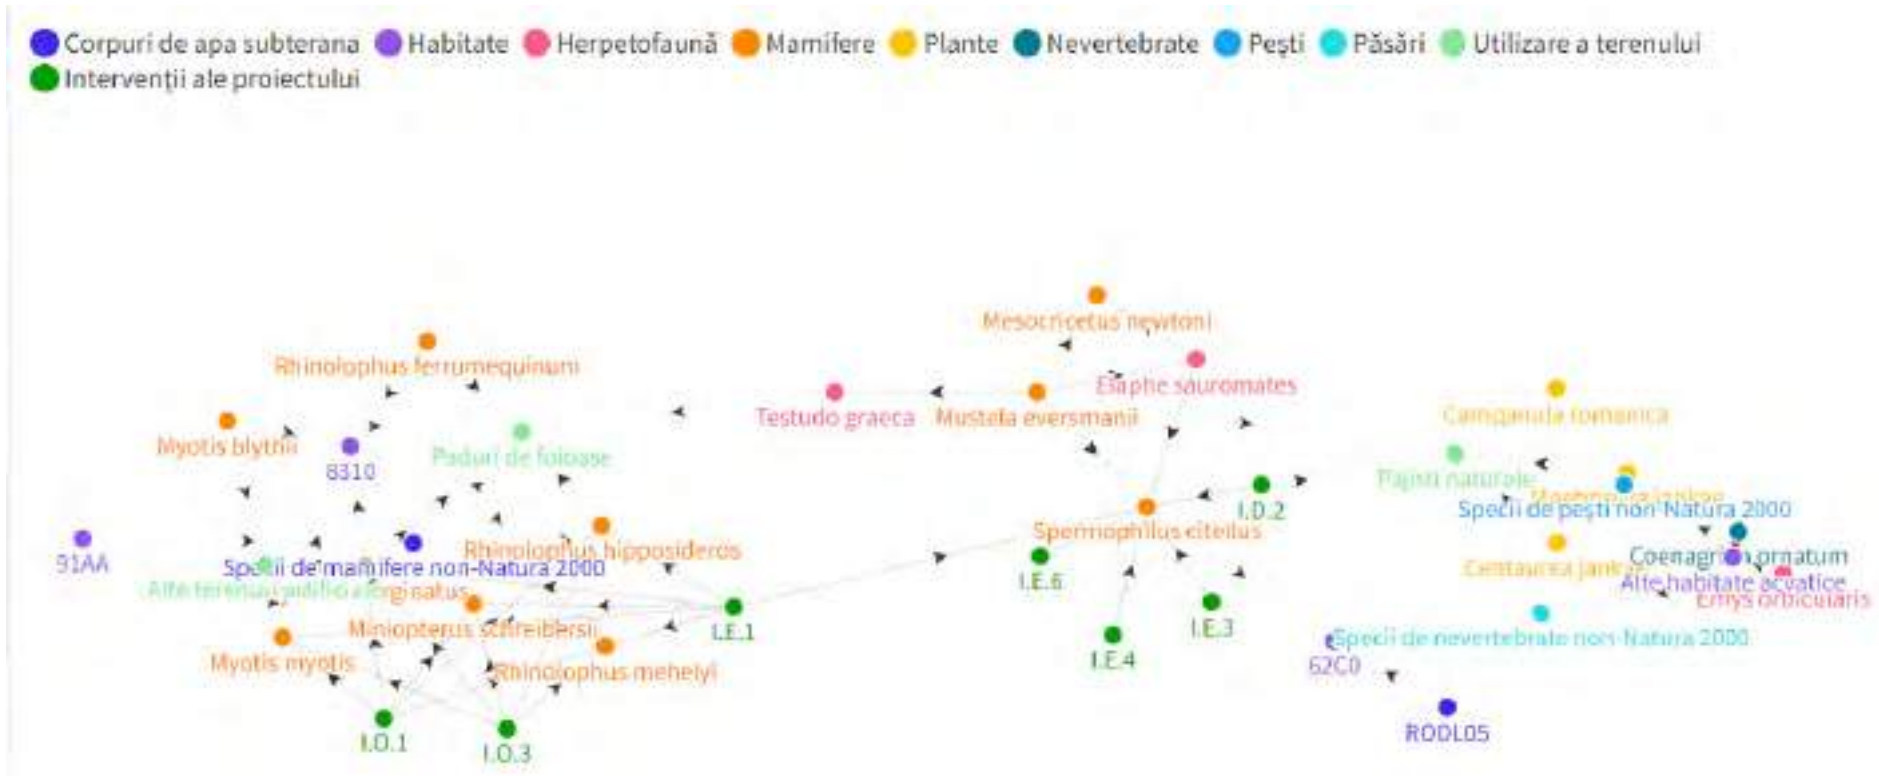 Corpuri de apa subterana Habitate Herpetofaună Mamifere Plante Nevertebrate Pești Păsări Utilizare a terenului
Intervenții ale proiectului
Mesocricetus newtoni
Rhinolophus ferrumequinum
Elaphe sauromates
Testudo graeca Mustela eversmanii
Campanula romanica
Myotis blythii
Paduri de foioase
8310
Pajisti naturale
Specii de pești non-Natura 2000
I.O.2
Spermophilus citellus
Rhinolophus hipposideros
Coenagrion ornatum
91AA
Specii de mamifere non-Natura 2000
Centaurea jankae
I.E.6
Alte habitate acvatice
Alte terenuri
Emys orbicularis
Miniopterus schreibersii
I.E.1
I.E.3
Specii de nevertebrate non-Natura 2000
Myotis myotis
I.E.4
62C0
Rhinolophus mehelyi
RODL05
I.O.1
I.O.3